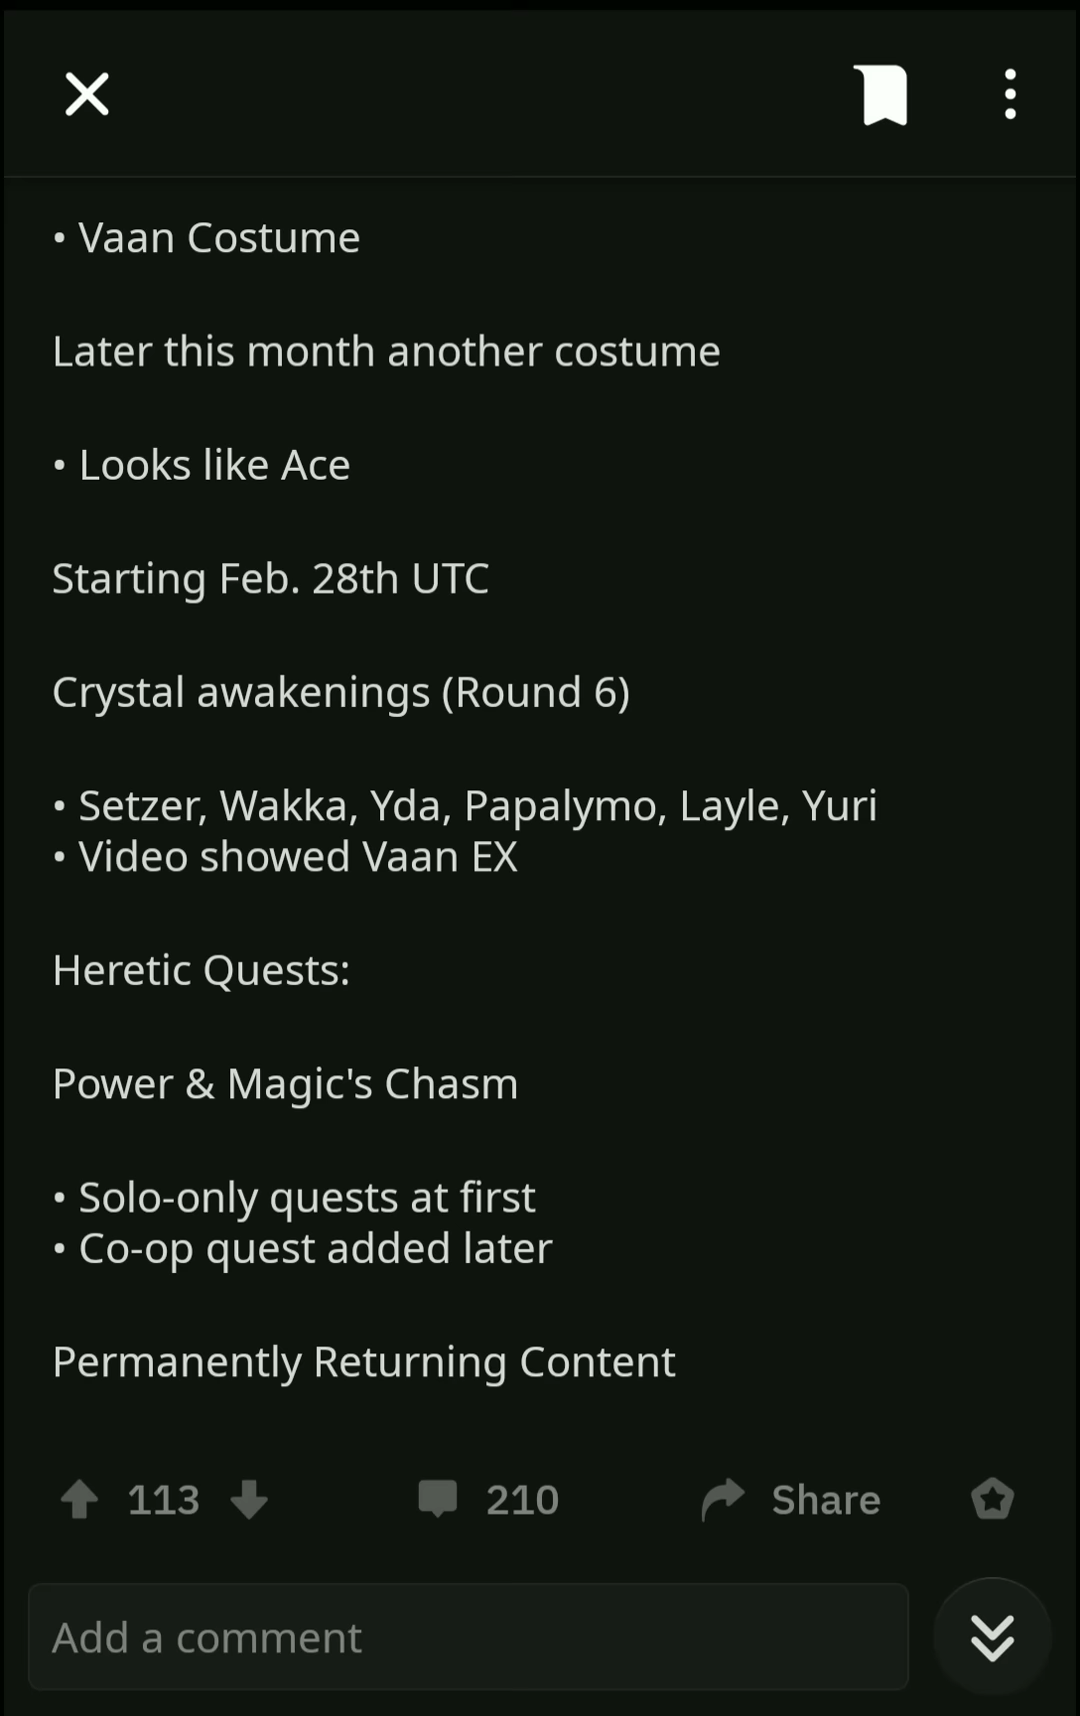 • Vaan Costume
Later this month another costume
• Looks like Ace
Starting Feb. 28th UTC
Crystal awakenings (Round 6)
• Setzer, Wakka, Yda, Papalymo, Layle, Yuri
• Video showed Vaan EX
Heretic Quests:
Power & Magic's Chasm
• Solo-only quests at first
• Co-op quest added later
Permanently Returning Content
113 210 Share
Add a comment